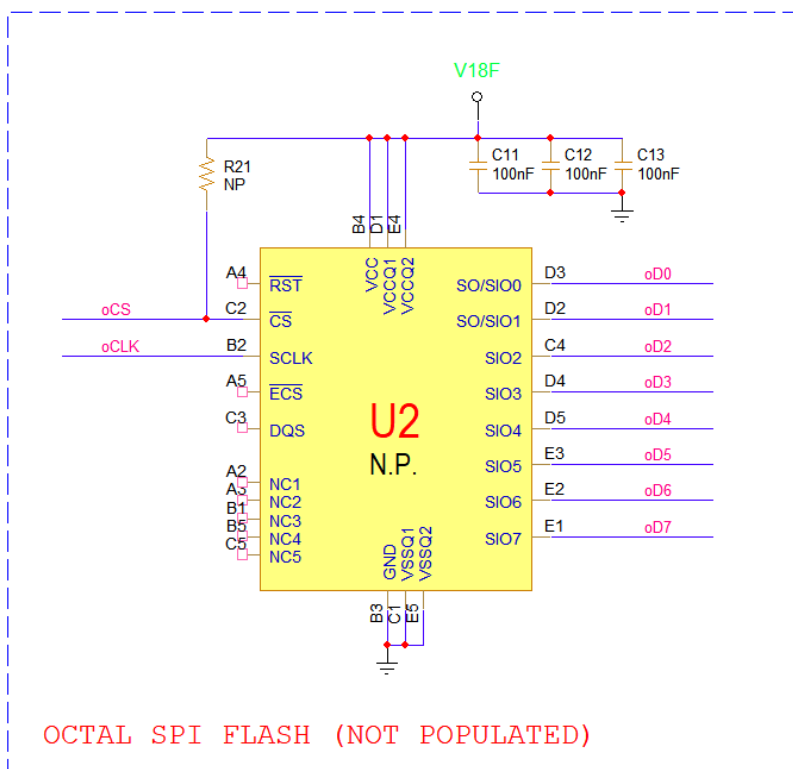 V18F
R21
NP
C11
100nF
C12
100nF
C13
100nF
B4
D1
E4
VCC
VCCQ1
VCCQ2
A4
RST
SO/SIO0
D3
oD0
oCS
C2
CS
SO/SIO1
D2
oD1
oCLK
B2
SCLK
SIO2
C4
oD2
A5
ECS
SIO3
D4
oD3
C3
DQS
SIO4
D5
oD4
U2
N.P.
SIO5
E3
oD5
A2
NC1
A3
NC2
SIO6
E2
oD6
B1
NC3
B5
NC4
SIO7
E1
oD7
C5
NC5
GND
VSSQ1
VSSQ2
B3
C1
E5
OCTAL SPI FLASH (NOT POPULATED)